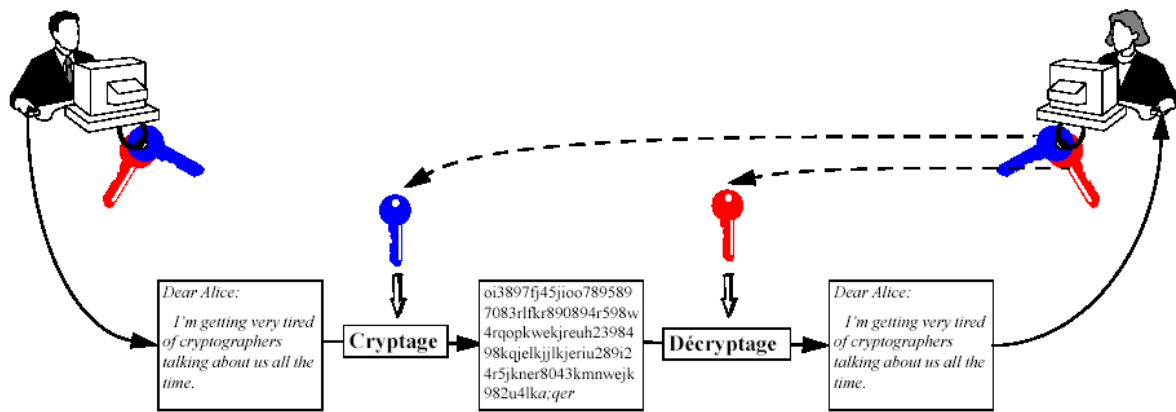 Dear Alice:
I'm getting very tired
of cryptographers
talking about us all the
time.
Cryptage
oi3897fj45jioo789589
7083rlfkr890894r598w
4rqopkwekjreuh23984
98kqjelkjjlkjeriu289i2
4r5jkner8043kmnwejk
982u4lka;qer
Décryptage
Dear Alice:
I'm getting very tired
of cryptographers
talking about us all the
time.